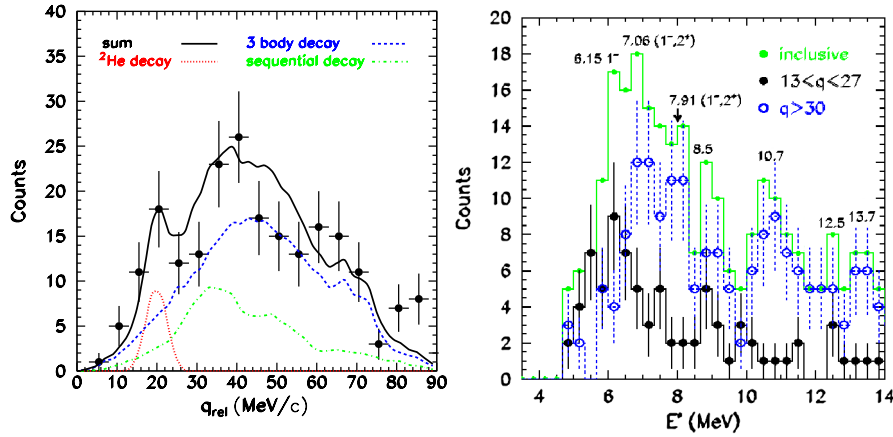 sum
3 body decay
²He decay
sequential decay
Counts
40
35
30
25
20
15
10
5
0
0 10 20 30 40 50 60 70 80 90
q_rel (MeV/c)
7.06 (1⁻,2⁺)
6.15 1⁻
7.91 (1⁻,2⁺)
8.5
10.7
12.5
13.7
inclusive
13<q<27
q>30
Counts
20
18
16
14
12
10
8
6
4
2
0
4 6 8 10 12 14
E* (MeV)